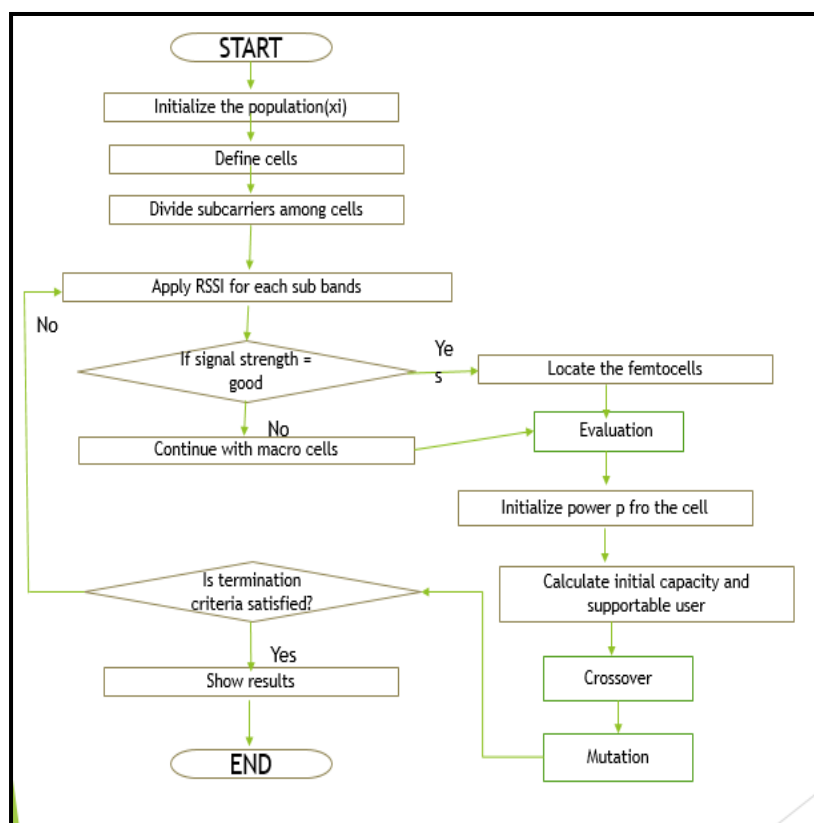 START
Initialize the population(xi)
Define cells
Divide subcarriers among cells
Apply RSSI for each sub bands
No
If signal strength =
good
Ye
s
Locate the femtocells
No
Continue with macro cells
Evaluation
Initialize power p fro the cell
Calculate initial capacity and
supportable user
Crossover
Mutation
Is termination
criteria satisfied?
Yes
Show results
END